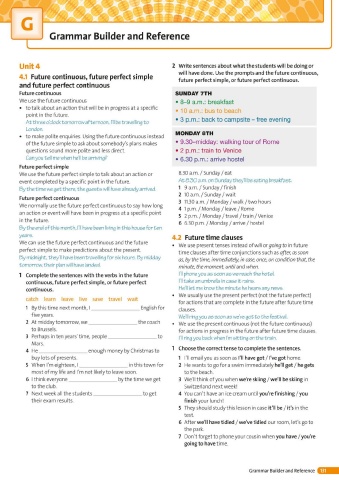 G
Grammar Builder and Reference
Unit 4
4.1 Future continuous, future perfect simple
and future perfect continuous
Future continuous
We use the future continuous:
• to talk about an action that will be in progress at a specific
point in the future.
At three o'clock tomorrow afternoon, I'll be travelling to
London.
• to make polite enquiries. Using the future continuous instead
of the future simple to ask about somebody's plans makes
questions sound more polite and less direct.
Can you tell me when he'll be arriving?
Future perfect simple
We use the future perfect simple to talk about an action or
event completed by a specific point in the future.
By the time we get there, the guests will have already arrived.
Future perfect continuous
We normally use the future perfect continuous to say how long
an action or event will have been in progress at a specific point
in the future.
By the end of this month, I'll have been living in this house for ten
years.
We can use the future perfect continuous and the future
perfect simple to make predictions about the present.
By midnight, they'll have been travelling for six hours. By midday
tomorrow, their plan will have landed.
1 Complete the sentences with the verbs in the future
continuous, future perfect simple, or future perfect
continuous.
catch learn leave live save travel wait
1 By this time next month, I English for
five years.
2 At midday tomorrow, we the coach
to Brussels.
3 Perhaps in ten years' time, people to
Mars.
4 He enough money by Christmas to
buy lots of presents.
5 When I'm eighteen, I in this town for
most of my life and I'm not likely to leave soon.
6 I think everyone by the time we get
to the club.
7 Next week all the students to get
their exam results.
2 Write sentences about what the students will be doing or
will have done. Use the prompts and the future continuous,
future perfect simple, or future perfect continuous.
SUNDAY 7TH
• 8–9 a.m.: breakfast
• 10 a.m.: bus to beach
• 3 p.m.: back to campsite – free evening
MONDAY 8TH
• 9.30–midday: walking tour of Rome
• 2 p.m.: train to Venice
• 6.30 p.m.: arrive hostel
8.30 a.m. / Sunday / eat
At 8.30 a.m. on Sunday, they'll be eating breakfast.
1 9 a.m. / Sunday / finish
2 10 a.m. / Sunday / wait
3 11.30 a.m. / Monday / walk / two hours
4 1 p.m. / Monday / leave / Rome
5 2 p.m. / Monday / travel / train / Venice
6 6.30 p.m. / Monday / arrive / hostel
4.2 Future time clauses
• We use present tenses instead of will or going to in future
time clauses after time conjunctions such as after, as soon
as, by the time, immediately, in case, once, on condition that, the
minute, the moment, until and when.
I'll phone you as soon as we reach the hotel.
I'll take an umbrella in case it rains.
He'll let me know the minute he hears any news.
• We usually use the present perfect (not the future perfect)
for actions that are complete in the future after future time
clauses.
We'll ring you as soon as we've got to the festival.
• We use the present continuous (not the future continuous)
for actions in progress in the future after future time clauses.
I'll ring you back when I'm sitting on the train.
1 Choose the correct tense to complete the sentences.
1 I'll email you as soon as I'll have got / I've got home.
2 He wants to go for a swim immediately he'll get / he gets
to the beach.
3 We'll think of you when we're skiing / we'll be skiing in
Switzerland next week!
4 You can't have an ice cream until you're finishing / you
finish your lunch!
5 They should study this lesson in case it'll be / it's in the
test.
6 After we'll have tidied / we've tidied our room, let's go to
the park.
7 Don't forget to phone your cousin when you have / you're
going to have time.
Grammar Builder and Reference